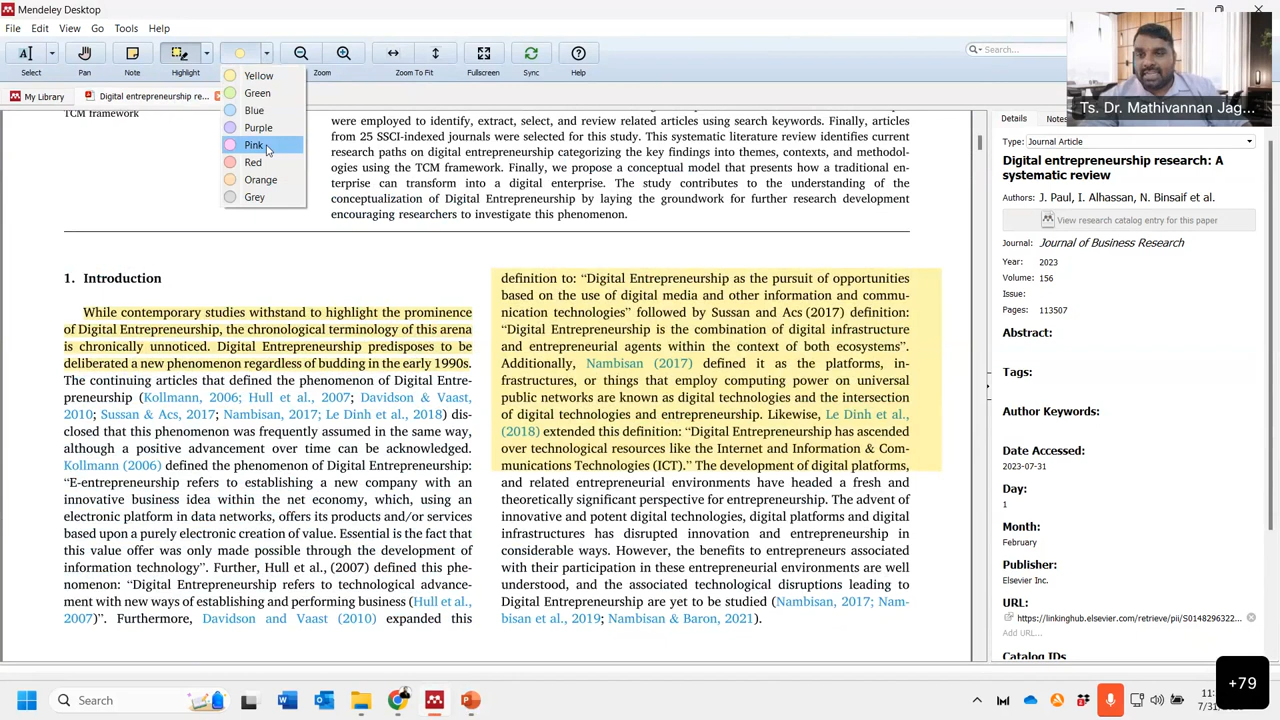 Mendeley Desktop
File Edit View Go Tools Help
Select Pan Note Highlight Zoom Zoom To Fit Fullscreen Sync Help
Search...
Yellow
Green
Blue
Purple
Pink
Red
Orange
Grey
My Library
Digital entrepreneurship re...
TCM framework
were employed to identify, extract, select, and review related articles using search keywords. Finally, articles
from 25 SSCI-indexed journals were selected for this study. This systematic literature review identifies current
research paths on digital entrepreneurship categorizing the key findings into themes, contexts, and methodol-
ogies using the TCM framework. Finally, we propose a conceptual model that presents how a traditional en-
terprise can transform into a digital enterprise. The study contributes to the understanding of the
conceptualization of Digital Entrepreneurship by laying the groundwork for further research development
encouraging researchers to investigate this phenomenon.
1. Introduction
While contemporary studies withstand to highlight the prominence
of Digital Entrepreneurship, the chronological terminology of this arena
is chronically unnoticed. Digital Entrepreneurship predisposes to be
deliberated a new phenomenon regardless of budding in the early 1990s.
The continuing articles that defined the phenomenon of Digital Entre-
preneurship (Kollmann, 2006; Hull et al., 2007; Davidson & Vaast,
2010; Sussan & Acs, 2017; Nambisan, 2017; Le Dinh et al., 2018) dis-
closed that this phenomenon was frequently assumed in the same way,
although a positive advancement over time can be acknowledged.
Kollmann (2006) defined the phenomenon of Digital Entrepreneurship:
“E-entrepreneurship refers to establishing a new company with an
innovative business idea within the net economy, which, using an
electronic platform in data networks, offers its products and/or services
based upon a purely electronic creation of value. Essential is the fact that
this value offer was only made possible through the development of
information technology”. Further, Hull et al., (2007) defined this phe-
nomenon: “Digital Entrepreneurship refers to technological advance-
ment with new ways of establishing and performing business (Hull et al.,
2007)”. Furthermore, Davidson and Vaast (2010) expanded this
definition to: “Digital Entrepreneurship as the pursuit of opportunities
based on the use of digital media and other information and commu-
nication technologies” followed by Sussan and Acs (2017) definition:
“Digital Entrepreneurship is the combination of digital infrastructure
and entrepreneurial agents within the context of both ecosystems”.
Additionally, Nambisan (2017) defined it as the platforms, in-
frastructures, or things that employ computing power on universal
public networks are known as digital technologies and the intersection
of digital technologies and entrepreneurship. Likewise, Le Dinh et al.,
(2018) extended this definition: “Digital Entrepreneurship has ascended
over technological resources like the Internet and Information & Com-
munications Technologies (ICT).” The development of digital platforms,
and related entrepreneurial environments have headed a fresh and
theoretically significant perspective for entrepreneurship. The advent of
innovative and potent digital technologies, digital platforms and digital
infrastructures has disrupted innovation and entrepreneurship in
considerable ways. However, the benefits to entrepreneurs associated
with their participation in these entrepreneurial environments are well
understood, and the associated technological disruptions leading to
Digital Entrepreneurship are yet to be studied (Nambisan, 2017; Nam-
bisan et al., 2019; Nambisan & Baron, 2021).
Ts. Dr. Mathivannan Jag...
Details Notes
Type: Journal Article
Digital entrepreneurship research: A
systematic review
Authors: J. Paul, I. Alhassan, N. Binsaif et al.
View research catalog entry for this paper
Journal: Journal of Business Research
Year: 2023
Volume: 156
Issue:
Pages: 113507
Abstract:
Tags:
Author Keywords:
Date Accessed:
2023-07-31
Day:
1
Month:
February
Publisher:
Elsevier Inc.
URL:
https://linkinghub.elsevier.com/retrieve/pii/S0148296322...
Add URL...
Catalog IDs
+79
Search
11:
7/31/2